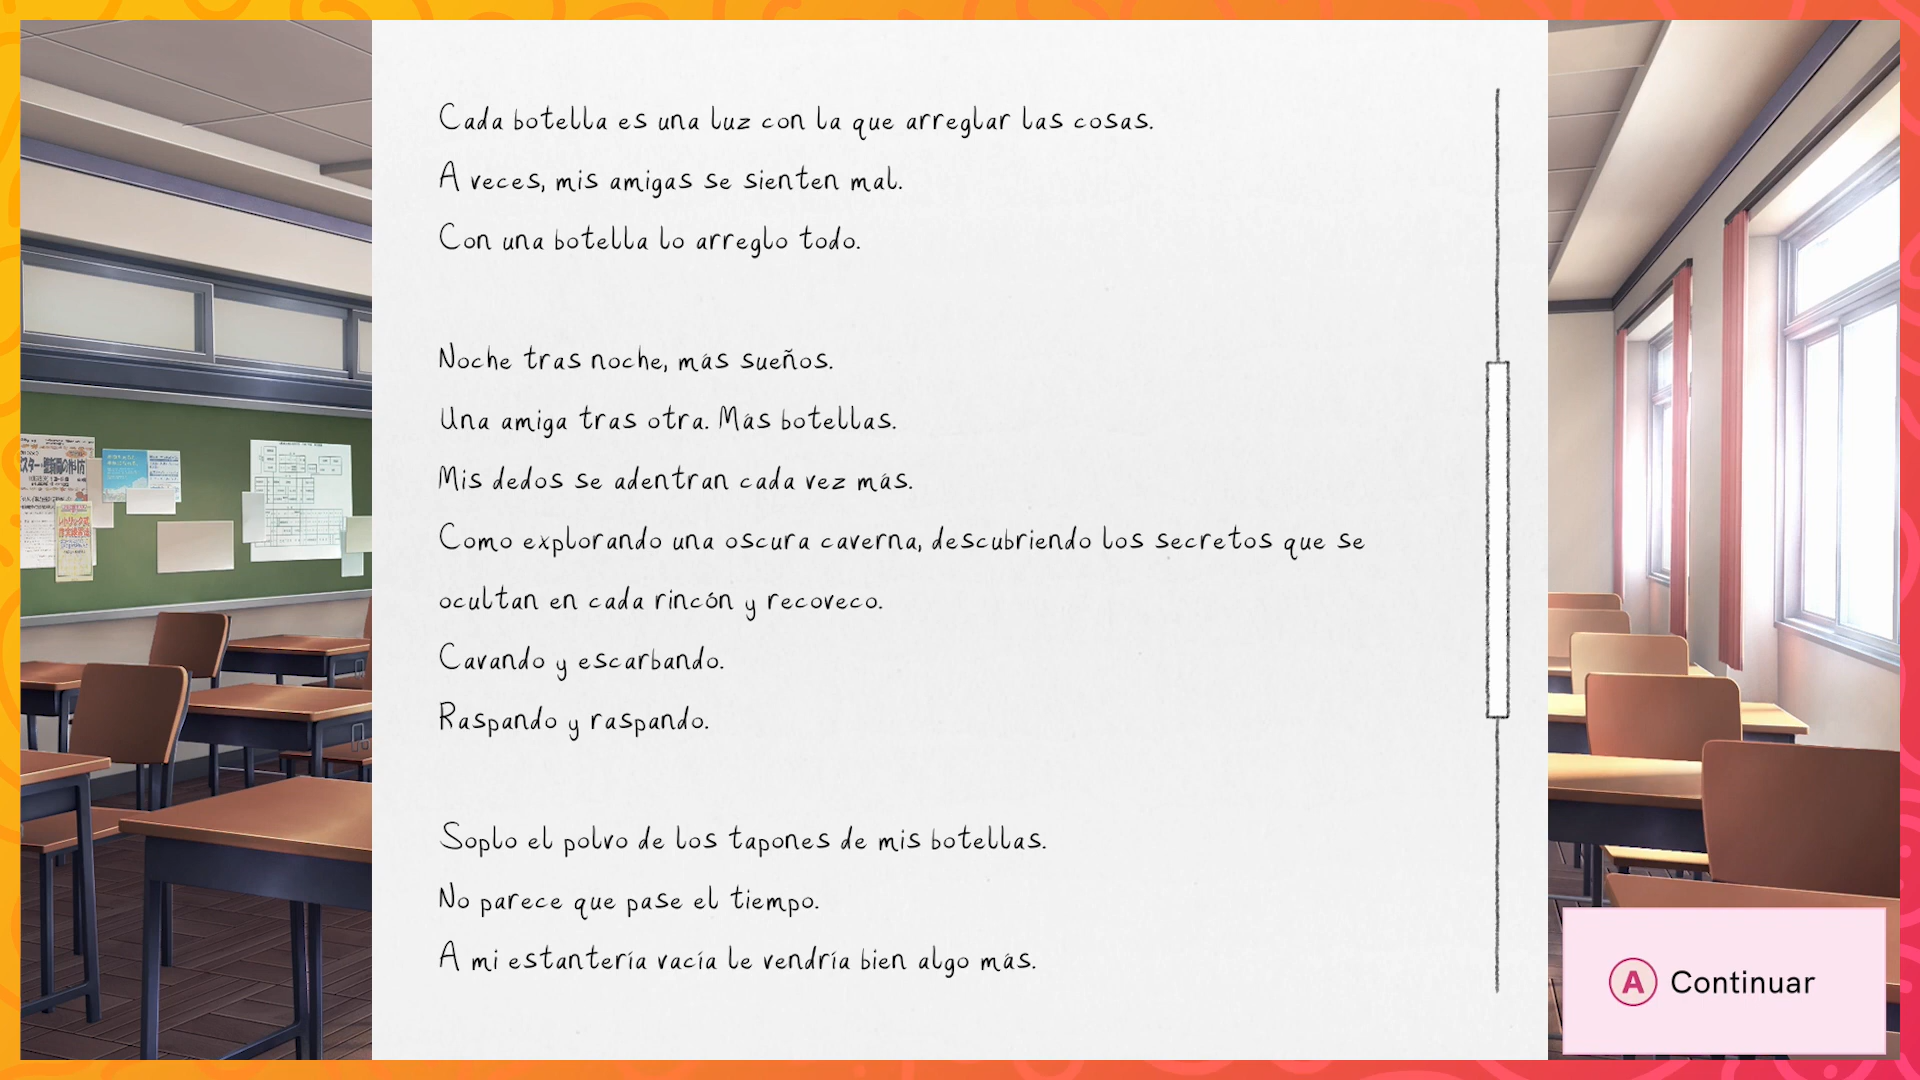 Cada botella es una luz con la que arreglar las cosas.
A veces, mis amigas se sienten mal.
Con una botella lo arreglo todo.
Noche tras noche, más sueños.
Una amiga tras otra. Más botellas.
Mis dedos se adentran cada vez más.
Como explorando una oscura caverna, descubriendo los secretos que se
ocultan en cada rincón y recoveco.
Cavando y escarbando.
Raspando y raspando.
Soplo el polvo de los tapones de mis botellas.
No parece que pase el tiempo.
A mi estantería vacía le vendría bien algo más.
A Continuar